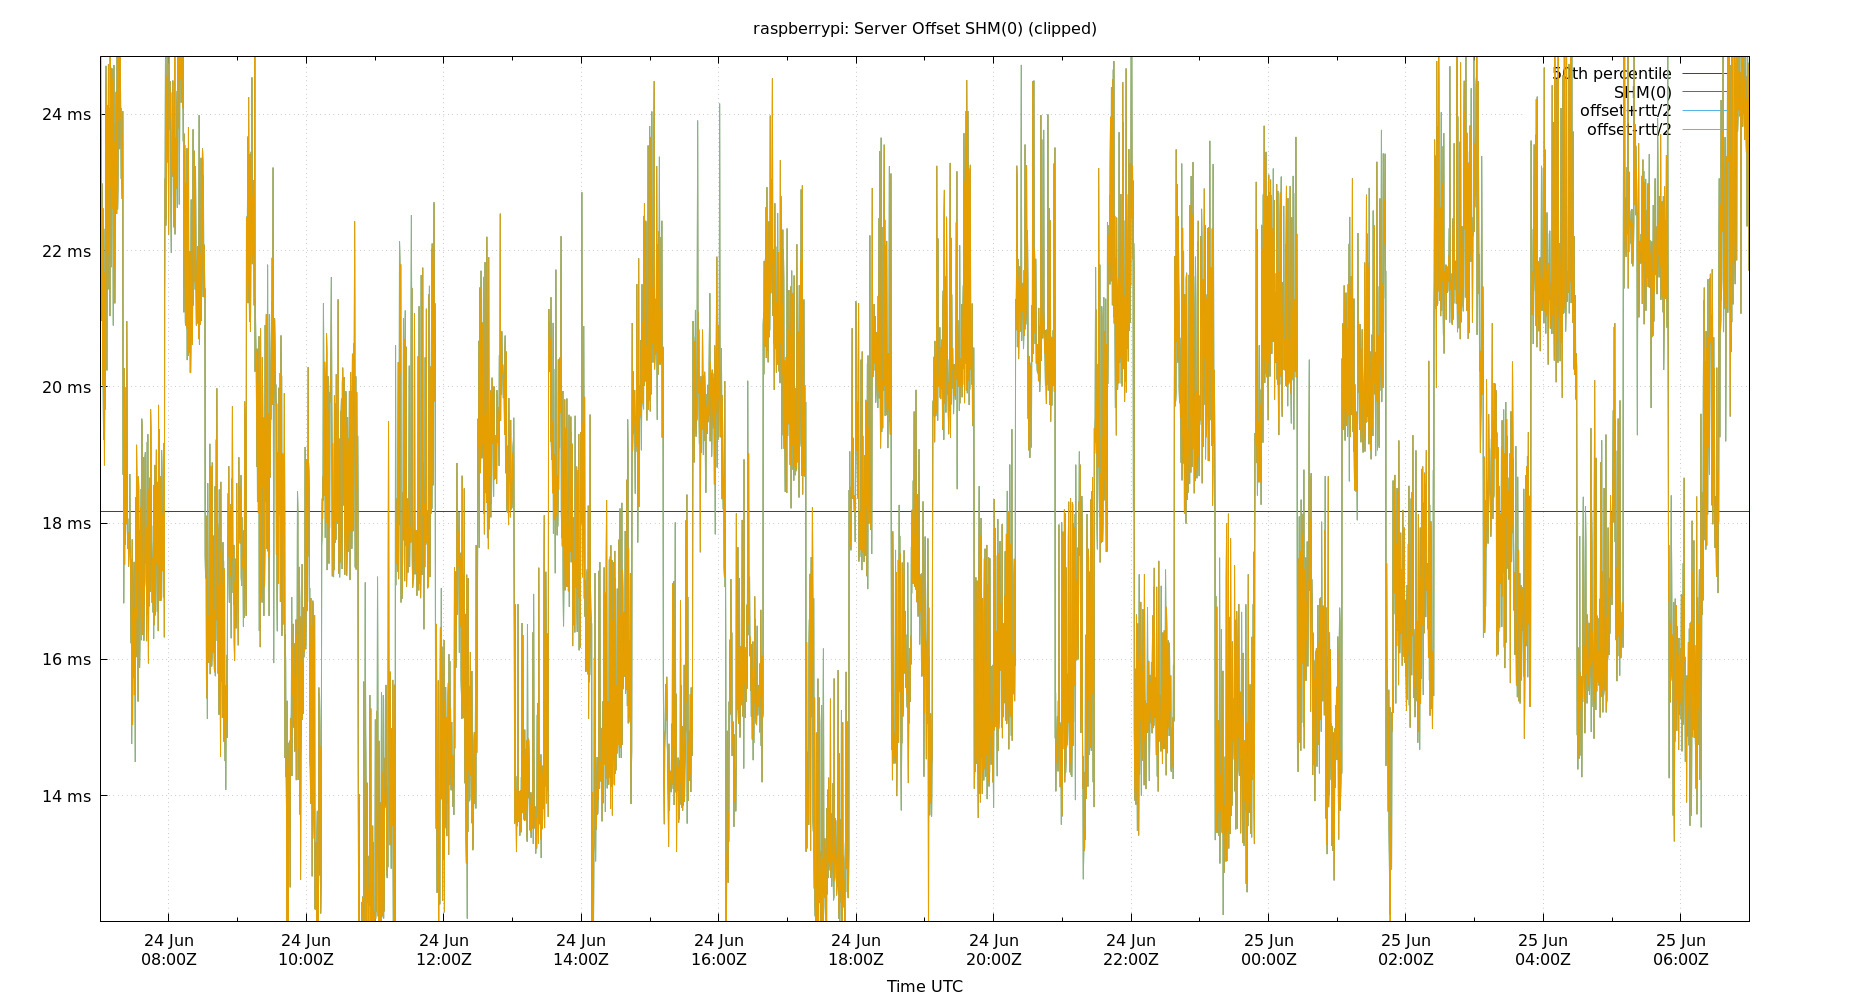 raspberrypi: Server Offset SHM(0) (clipped)
50th percentile
SHM(0)
offset+rtt/2
offset-rtt/2
24 ms
22 ms
20 ms
18 ms
16 ms
14 ms
24 Jun 24 Jun 24 Jun 24 Jun 24 Jun 24 Jun 24 Jun 24 Jun 25 Jun 25 Jun 25 Jun 25 Jun
08:00Z 10:00Z 12:00Z 14:00Z 16:00Z 18:00Z 20:00Z 22:00Z 00:00Z 02:00Z 04:00Z 06:00Z
Time UTC